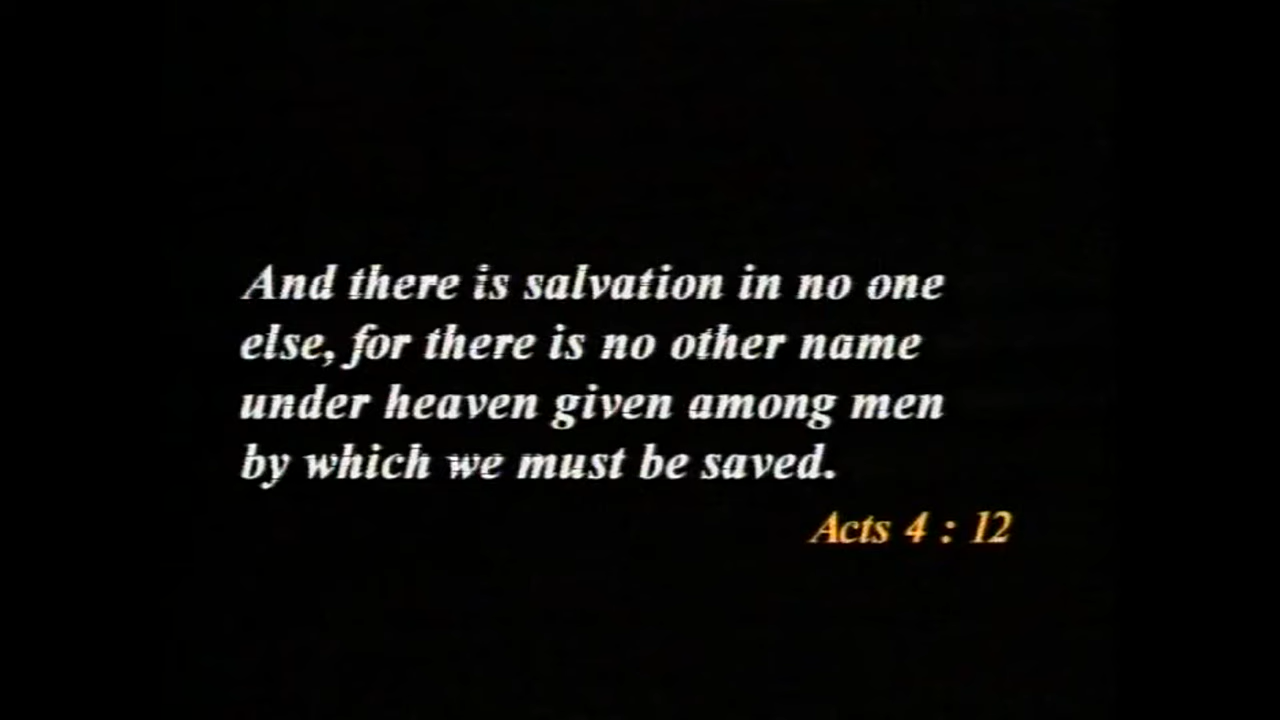 And there is salvation in no one
else, for there is no other name
under heaven given among men
by which we must be saved.
Acts 4 : 12